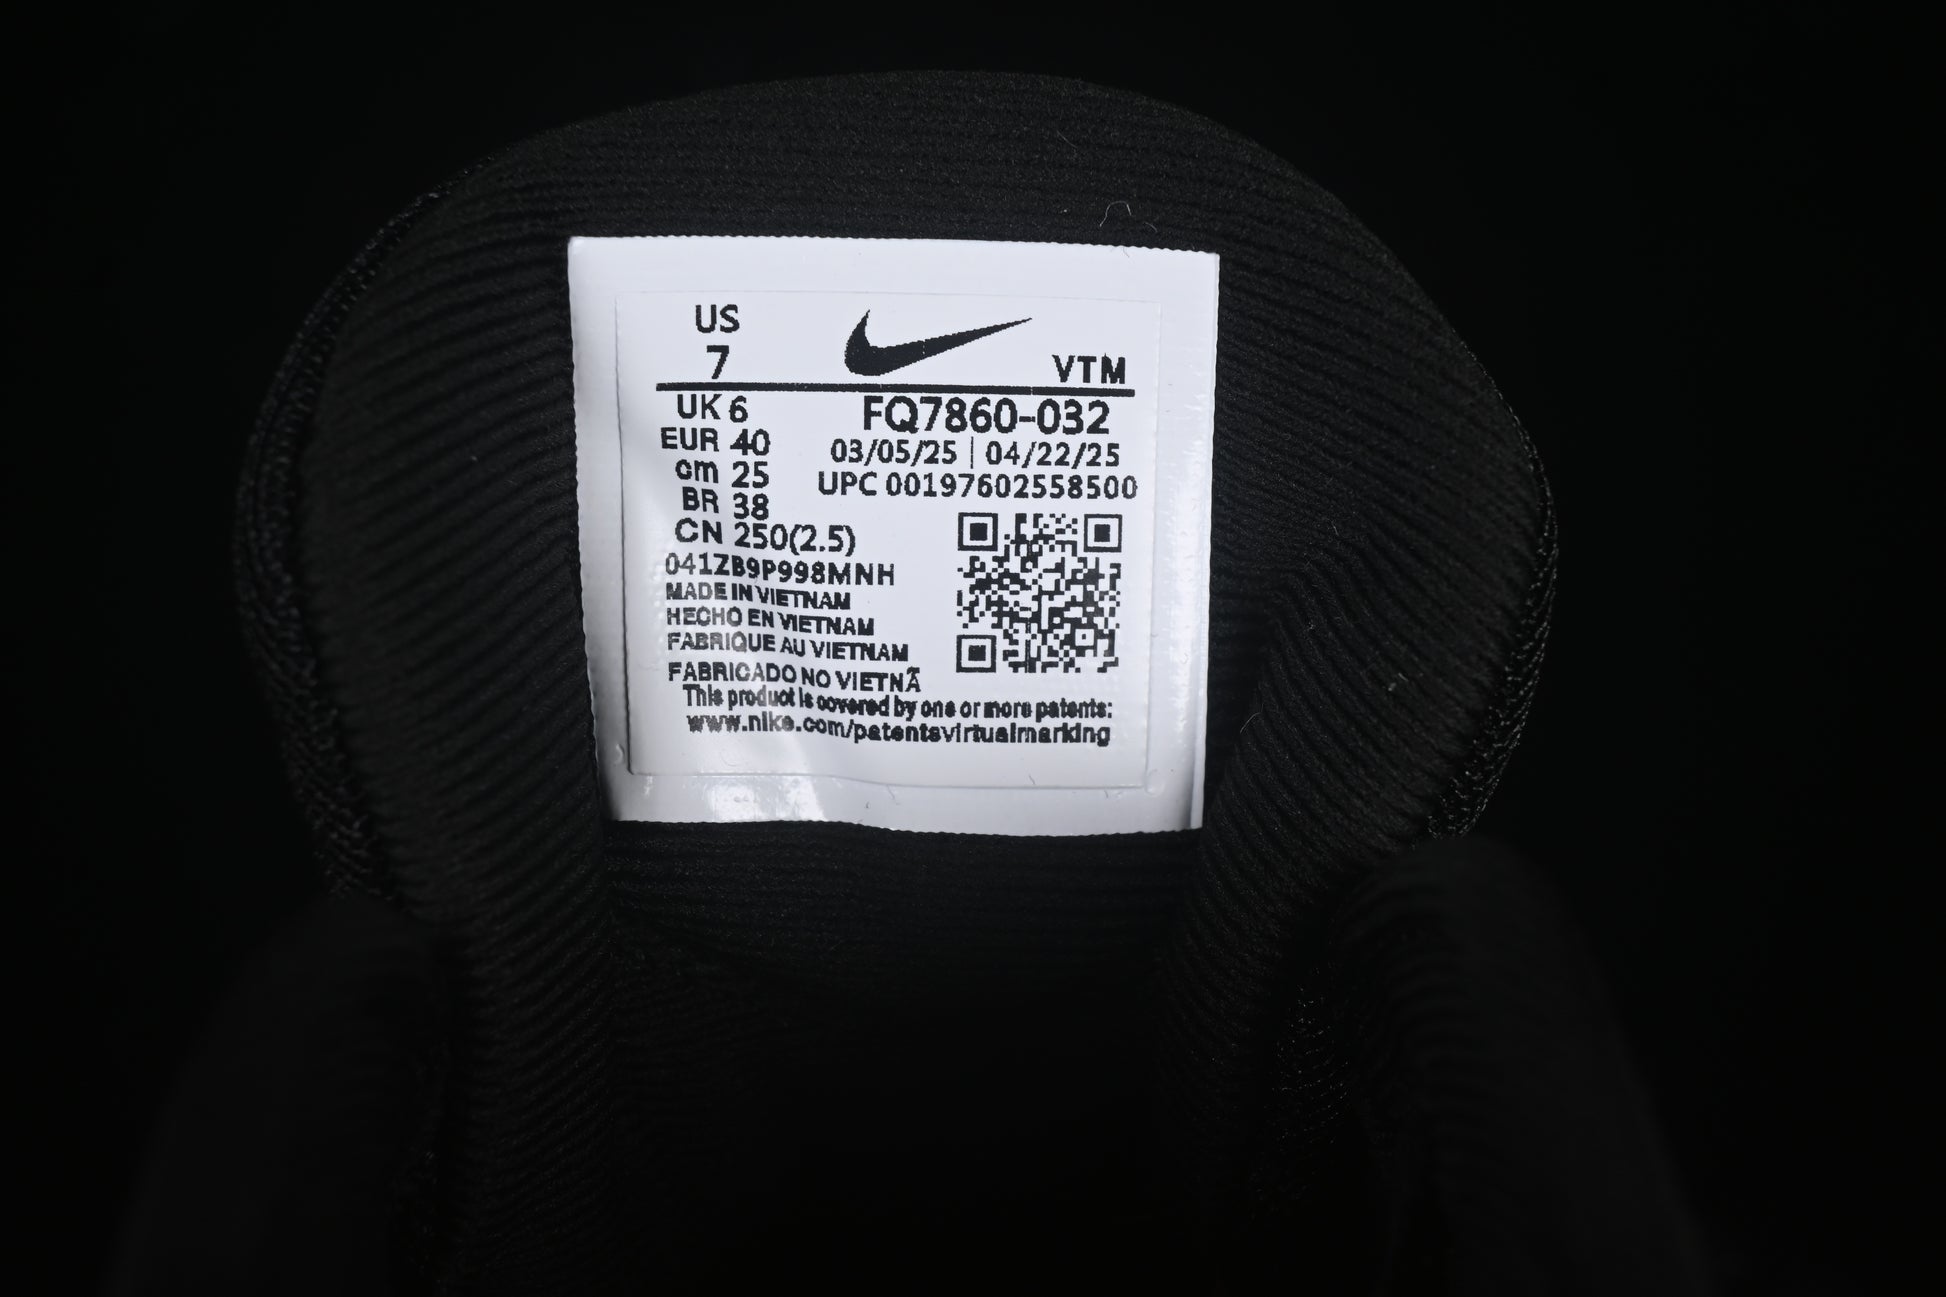 US
7
VTM
UK 6
EUR 40
cm 25
BR 38
CN 250(2.5)
FQ7860-032
03/05/25 | 04/22/25
UPC 00197602558500
041ZB9P998MNH
MADE IN VIETNAM
HECHO EN VIETNAM
FABRIQUE AU VIETNAM
FABRICADO NO VIETNÃ
This product is covered by one or more patents:
www.nike.com/patentsvirtualmarking